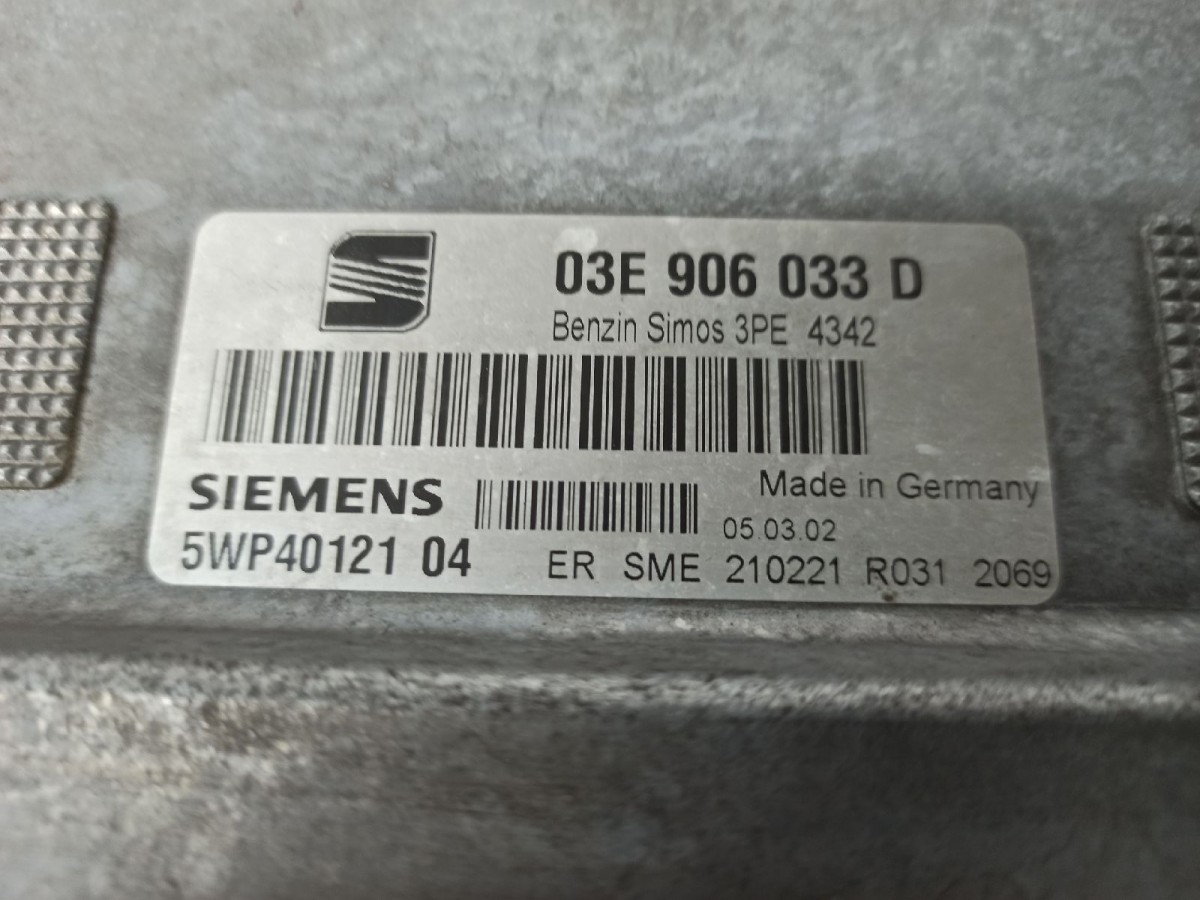 03E 906 033 D
Benzin Simos 3PE 4342
SIEMENS
Made in Germany
05.03.02
5WP40121 04
ER SME 210221 R031 2069